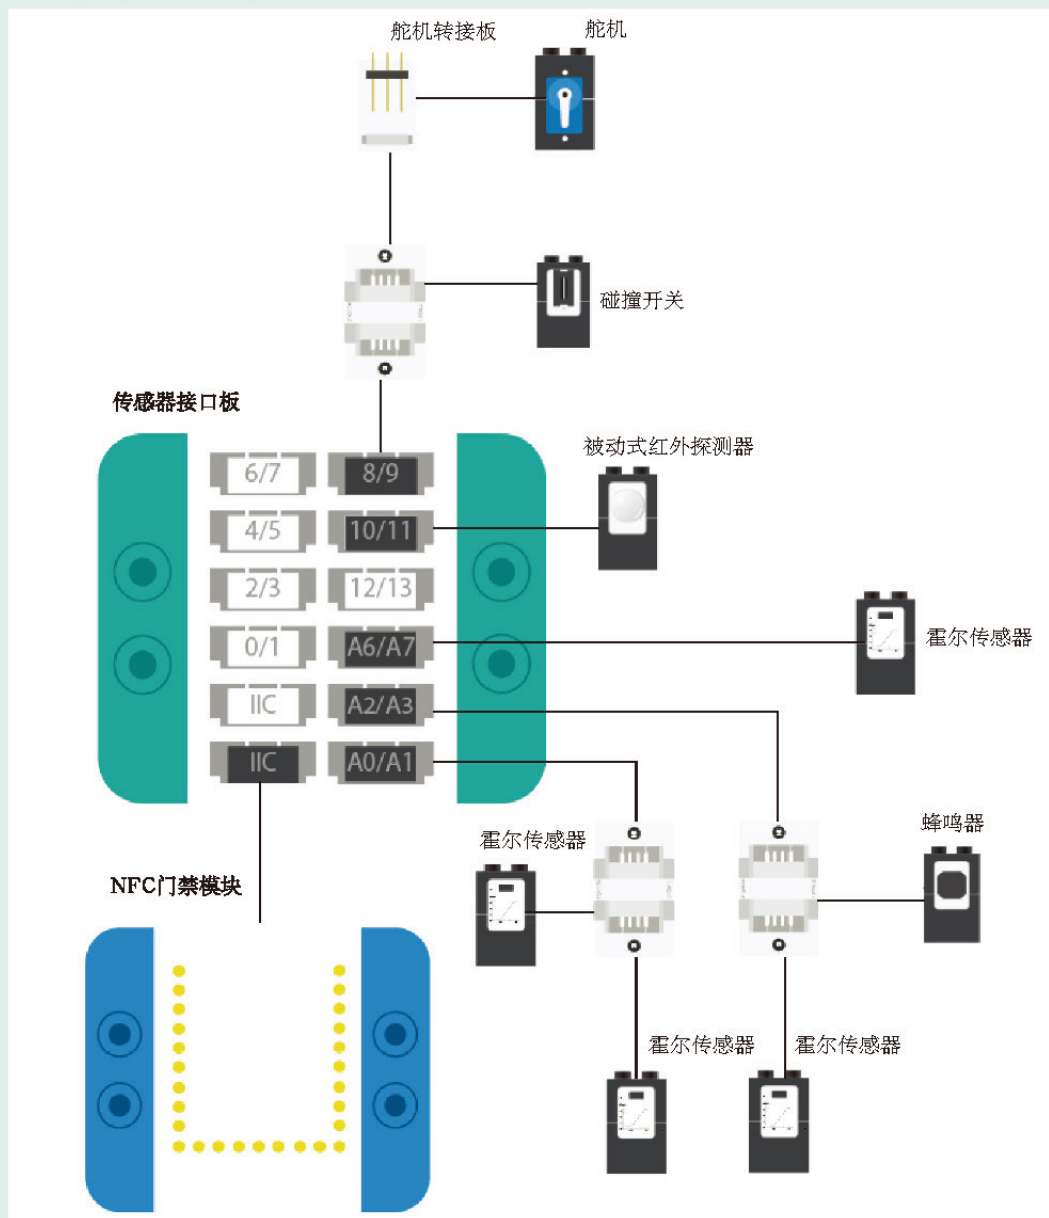 舵机转接板
舵机
碰撞开关
传感器接口板
被动式红外探测器
6/7
8/9
4/5
10/11
2/3
12/13
0/1
A6/A7
霍尔传感器
IIC
A2/A3
IIC
A0/A1
霍尔传感器
蜂鸣器
NFC门禁模块
霍尔传感器
霍尔传感器